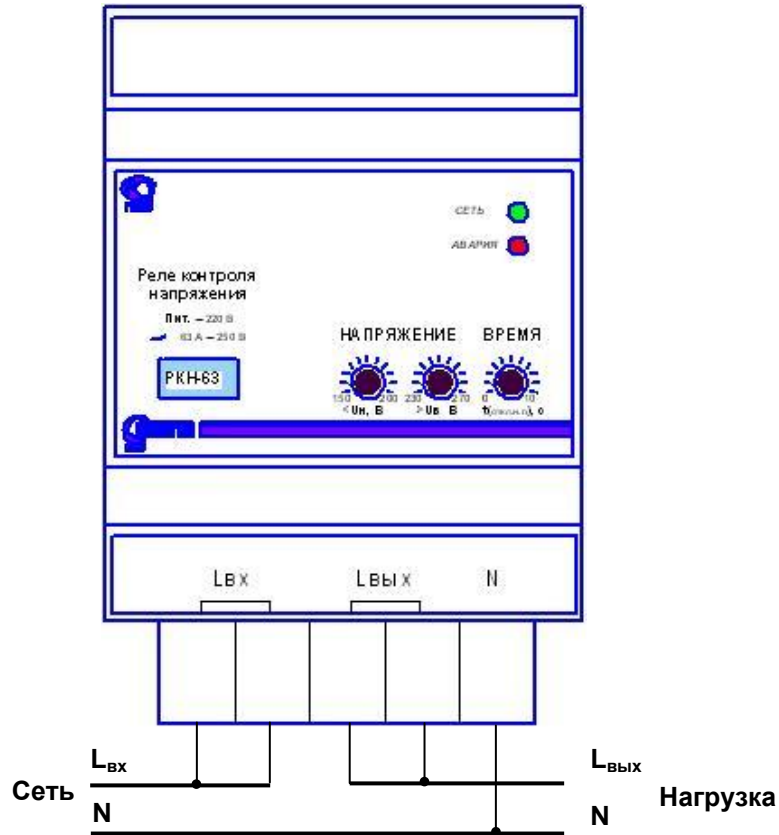 СЕТЬ
АВАРИЯ
Реле контроля
напряжения
Пит. ~220 В
63 А ~250 В
РКН-63
НАПРЯЖЕНИЕ ВРЕМЯ
150 200 230 270 0 10
<Uн, В >Uв В
Lвх Lвых N
Lвх Lвых
Сеть Нагрузка
N N